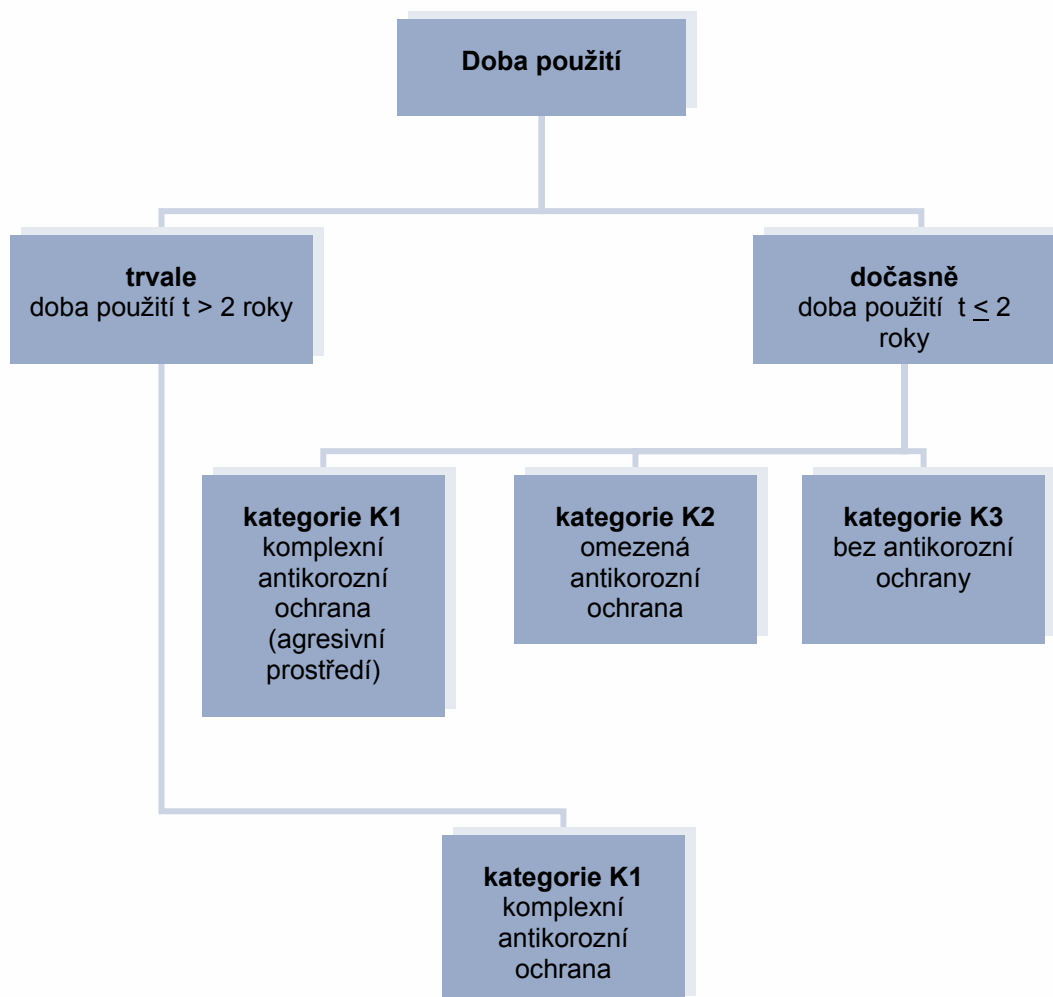 Doba použití
trvale
doba použití t > 2 roky
dočasně
doba použití t ≤ 2
roky
kategorie K1
komplexní
antikorozní
ochrana
(agresivní
prostředí)
kategorie K2
omezená
antikorozní
ochrana
kategorie K3
bez antikorozní
ochrany
kategorie K1
komplexní
antikorozní
ochrana